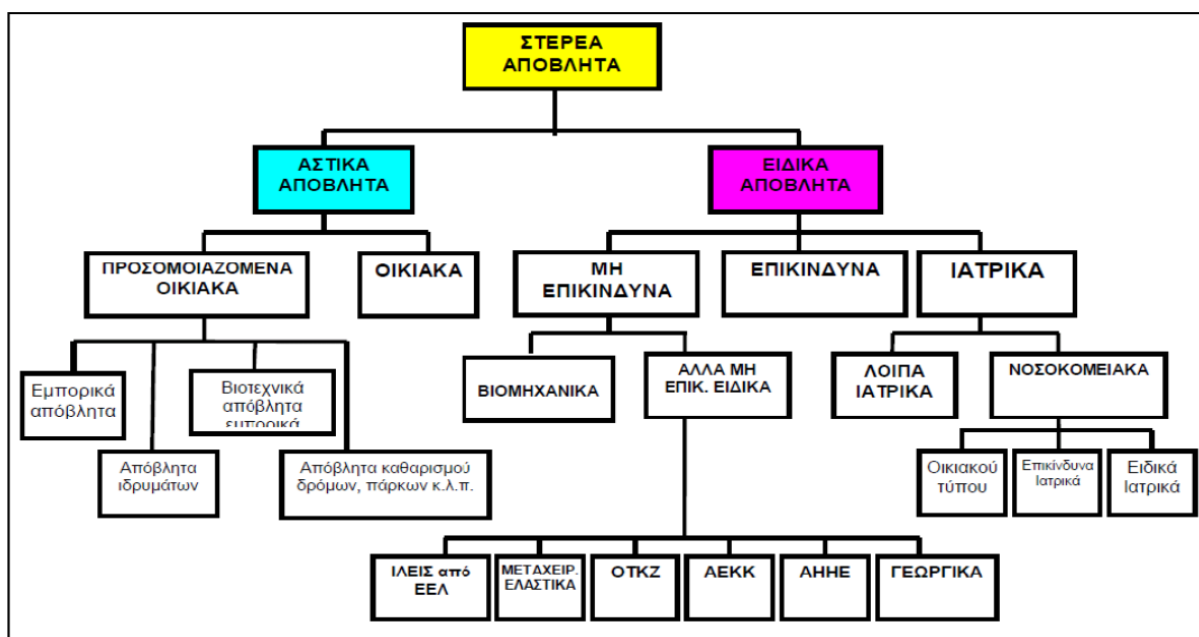 ΣΤΕΡΕΑ
ΑΠΟΒΛΗΤΑ
ΑΣΤΙΚΑ
ΑΠΟΒΛΗΤΑ
ΕΙΔΙΚΑ
ΑΠΟΒΛΗΤΑ
ΠΡΟΣΟΜΟΙΑΖΟΜΕΝΑ
ΟΙΚΙΑΚΑ
ΟΙΚΙΑΚΑ
ΜΗ
ΕΠΙΚΙΝΔΥΝΑ
ΕΠΙΚΙΝΔΥΝΑ
ΙΑΤΡΙΚΑ
Εμπορικά
απόβλητα
Βιοτεχνικά
απόβλητα
εμπορικά
ΒΙΟΜΗΧΑΝΙΚΑ
ΑΛΛΑ ΜΗ
ΕΠΙΚ. ΕΙΔΙΚΑ
ΛΟΙΠΑ
ΙΑΤΡΙΚΑ
ΝΟΣΟΚΟΜΕΙΑΚΑ
Απόβλητα
ιδρυμάτων
Απόβλητα καθαρισμού
δρόμων, πάρκων κ.λ.π.
Οικιακού
τύπου
Επικίνδυνα
Ιατρικά
Ειδικά
Ιατρικά
ΙΛΕΙΣ από
ΕΕΛ
ΜΕΤΑΧΕΙΡ.
ΕΛΑΣΤΙΚΑ
ΟΤΚΖ
ΑΕΚΚ
ΑΗΗΕ
ΓΕΩΡΓΙΚΑ